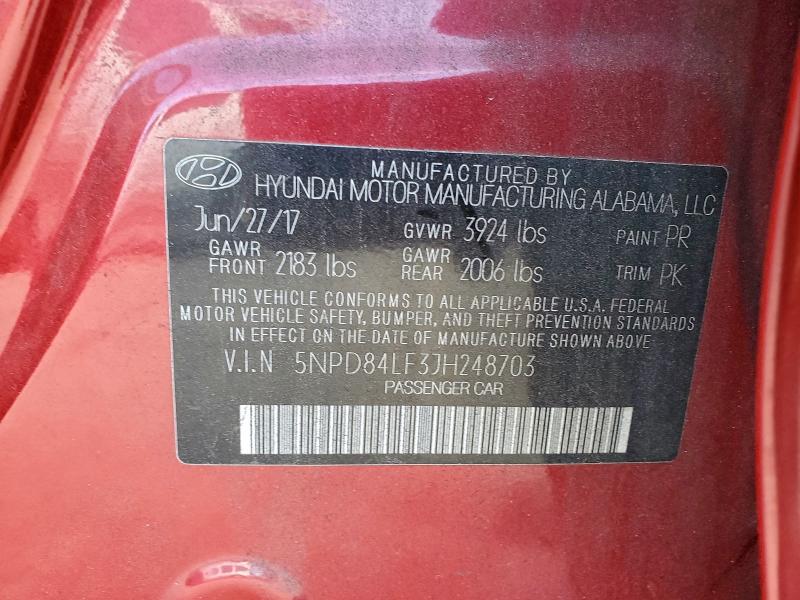 MANUFACTURED BY
HYUNDAI MOTOR MANUFACTURING ALABAMA, LLC
Jun/27/17 GVWR 3924 lbs PAINT PR
GAWR FRONT 2183 lbs GAWR REAR 2006 lbs TRIM PK
THIS VEHICLE CONFORMS TO ALL APPLICABLE U.S.A. FEDERAL
MOTOR VEHICLE SAFETY, BUMPER, AND THEFT PREVENTION STANDARDS
IN EFFECT ON THE DATE OF MANUFACTURE SHOWN ABOVE
V.I.N 5NPD84LF3JH248703
PASSENGER CAR